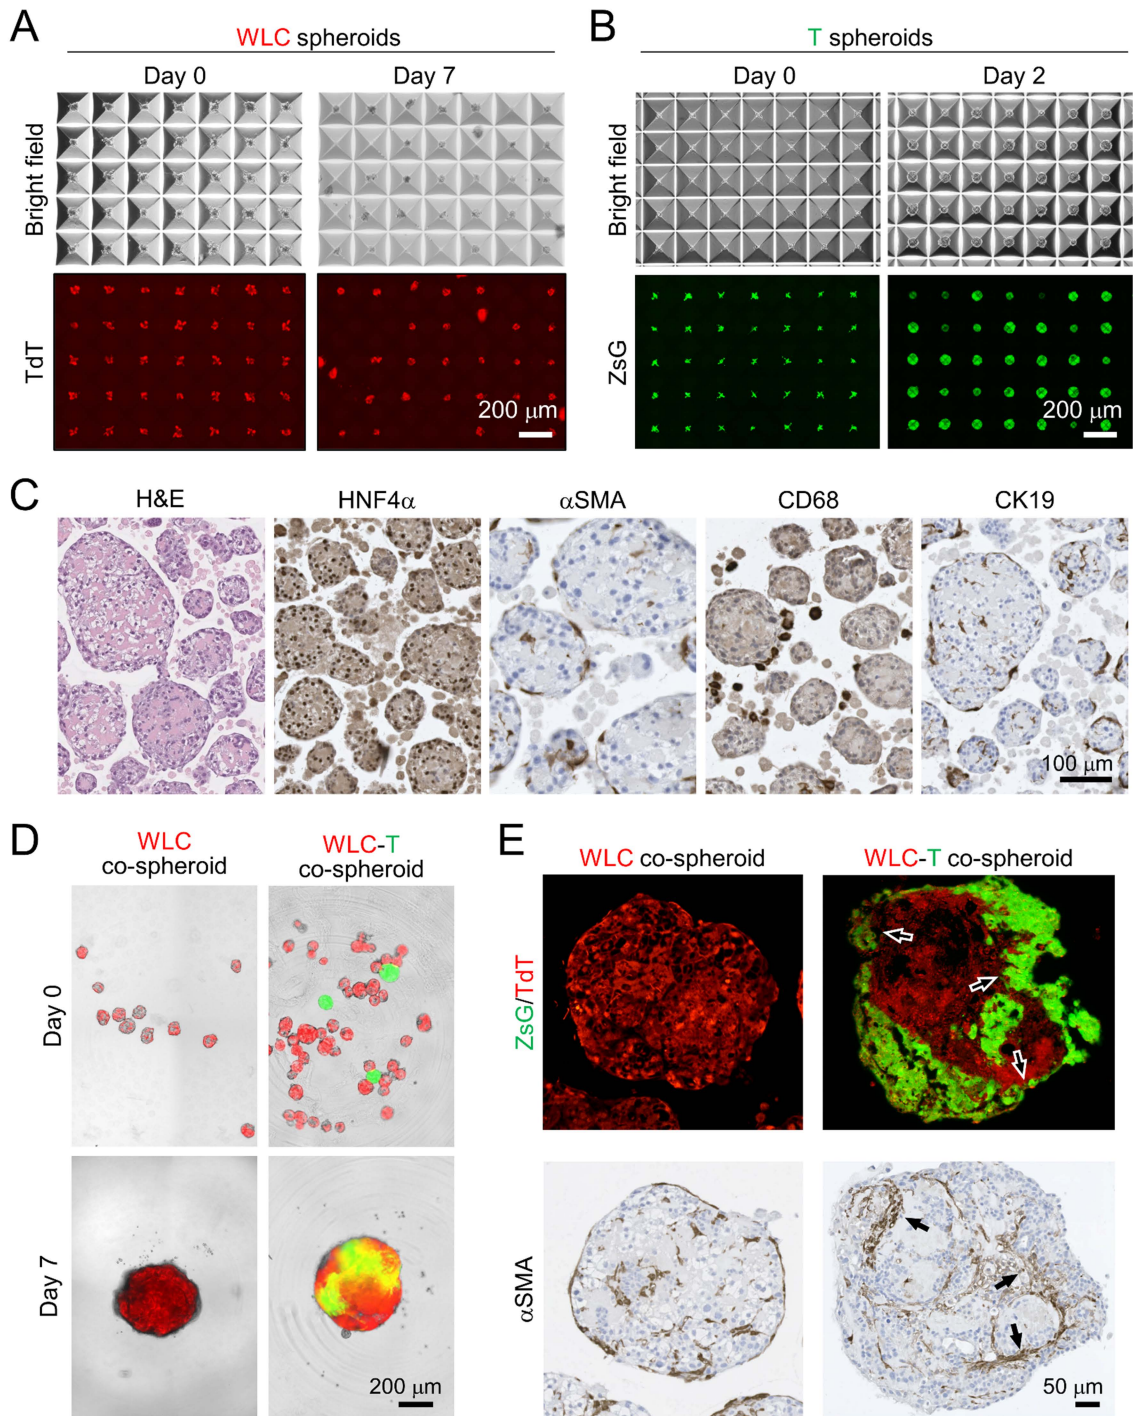 A
WLC spheroids
Day 0
Day 7
Bright field
TdT
200 μm
B
T spheroids
Day 0
Day 2
Bright field
ZsG
200 μm
C
H&E
HNF4α
αSMA
CD68
CK19
100 μm
D
WLC
co-spheroid
WLC-T
co-spheroid
Day 0
Day 7
200 μm
E
WLC co-spheroid
WLC-T co-spheroid
ZsG/TdT
αSMA
50 μm